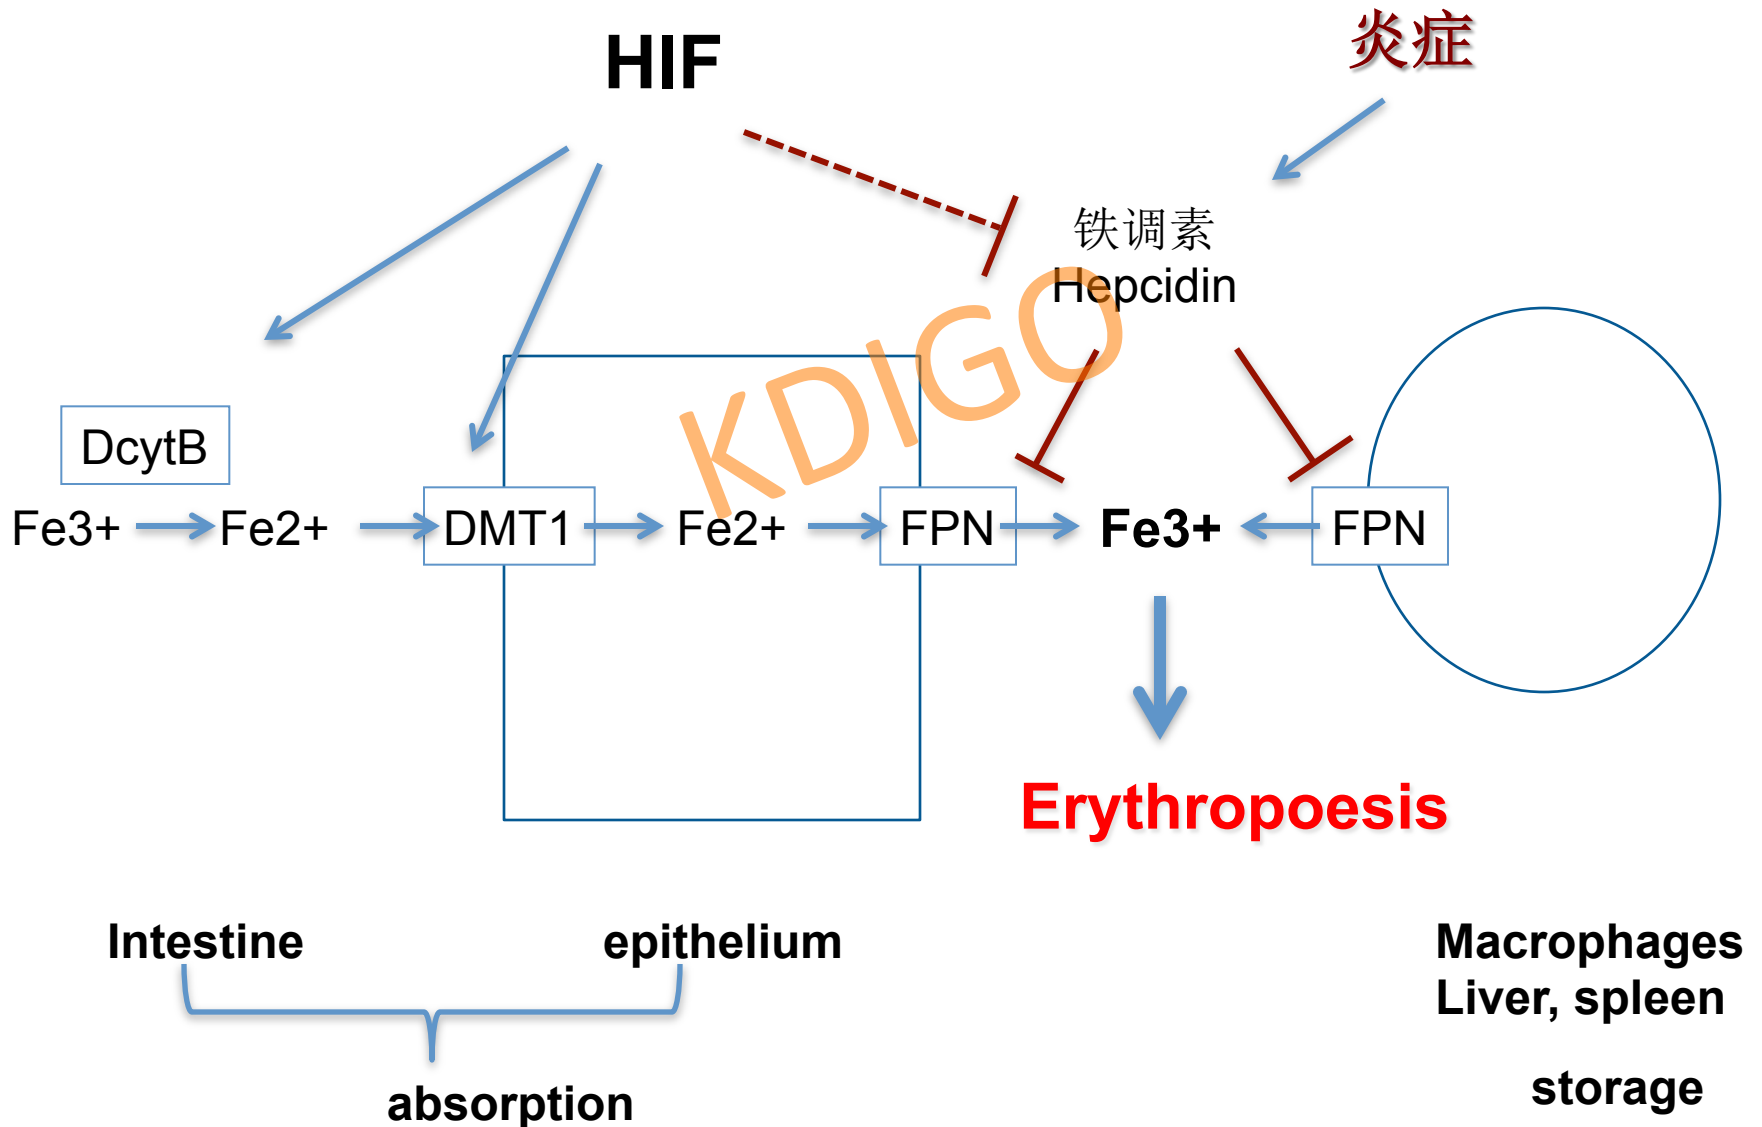 HIF
炎症
铁调素
Hepcidin
KDIGO
DcytB
Fe3+
Fe2+
DMT1
Fe2+
FPN
Fe3+
FPN
Erythropoesis
Intestine
epithelium
Macrophages
Liver, spleen
absorption
storage